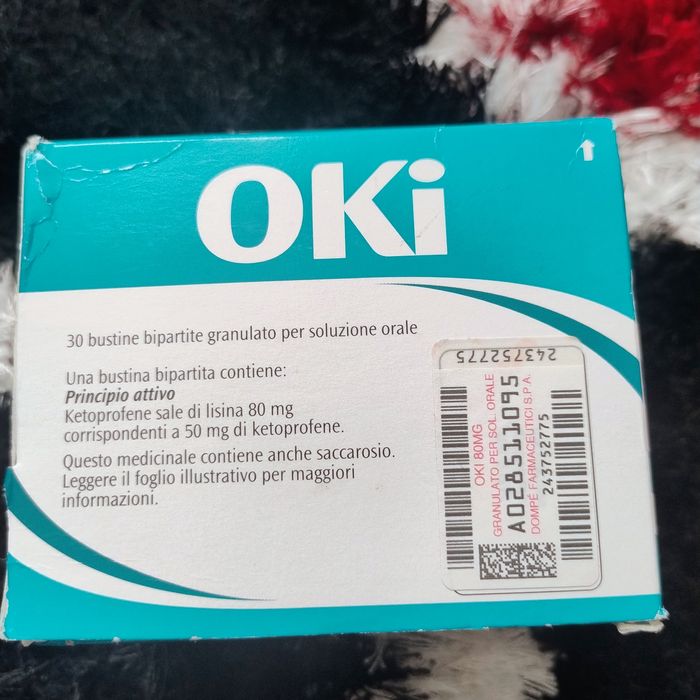 OKi
30 bustine bipartite granulato per soluzione orale
Una bustina bipartita contiene:
Principio attivo
Ketoprofene sale di lisina 80 mg
corrispondenti a 50 mg di ketoprofene.
Questo medicinale contiene anche saccarosio.
Leggere il foglio illustrativo per maggiori
informazioni.
243752775
OKI 80MG
GRANULATO PER SOL. ORALE
A028511095
DOMPÉ FARMACEUTICI S.P.A.
243752775